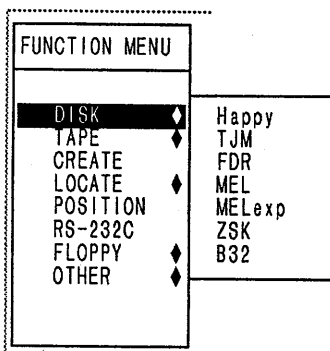 FUNCTION MENU
DISK
TAPE
CREATE
LOCATE
POSITION
RS-232C
FLOPPY
OTHER
Happy
TJM
FDR
MEL
MELexp
ZSK
B32